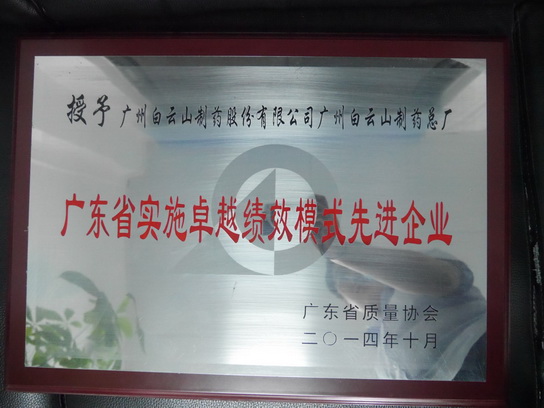 授予 广州白云山制药股份有限公司广州白云山制药总厂
广东省实施卓越绩效模式先进企业
广东省质量协会
二〇一四年十月